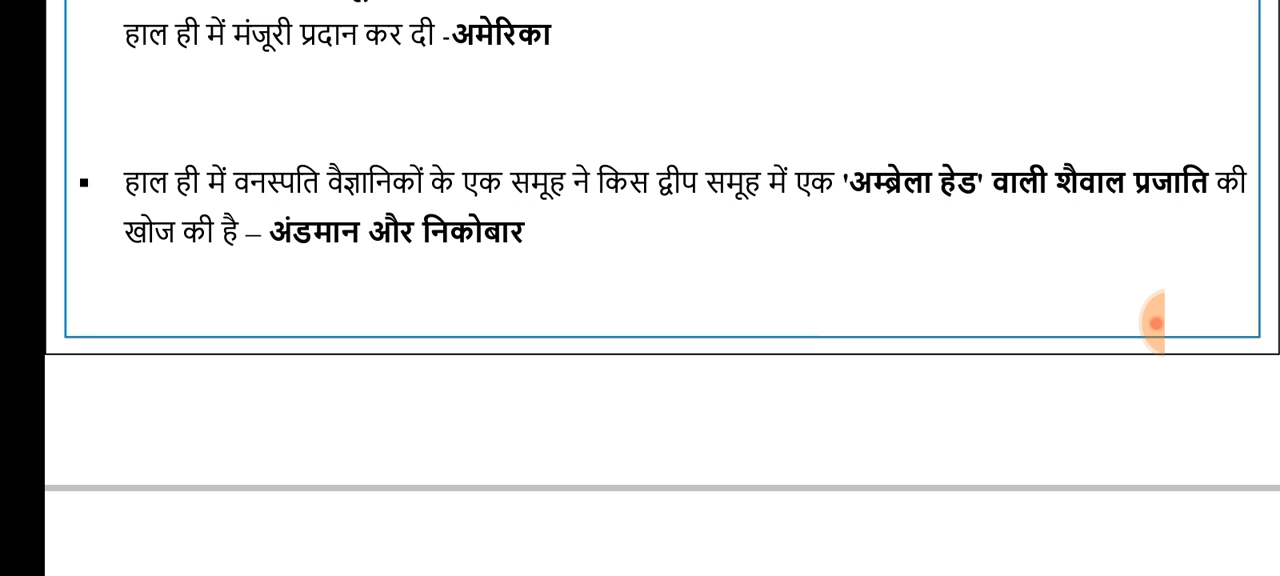 हाल ही में मंजूरी प्रदान कर दी -अमेरिका
▪ हाल ही में वनस्पति वैज्ञानिकों के एक समूह ने किस द्वीप समूह में एक 'अम्ब्रेला हेड' वाली शैवाल प्रजाति की
खोज की है – अंडमान और निकोबार